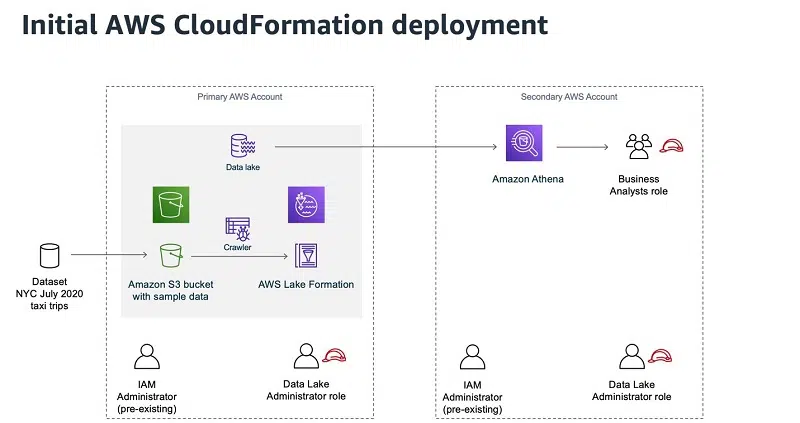 Initial AWS CloudFormation deployment
Primary AWS Account
Secondary AWS Account
Data lake
Amazon Athena
Business
Analysts role
Crawler
Dataset
NYC July 2020
taxi trips
Amazon S3 bucket
with sample data
AWS Lake Formation
IAM
Administrator
(pre-existing)
Data Lake
Administrator role
IAM
Administrator
(pre-existing)
Data Lake
Administrator role